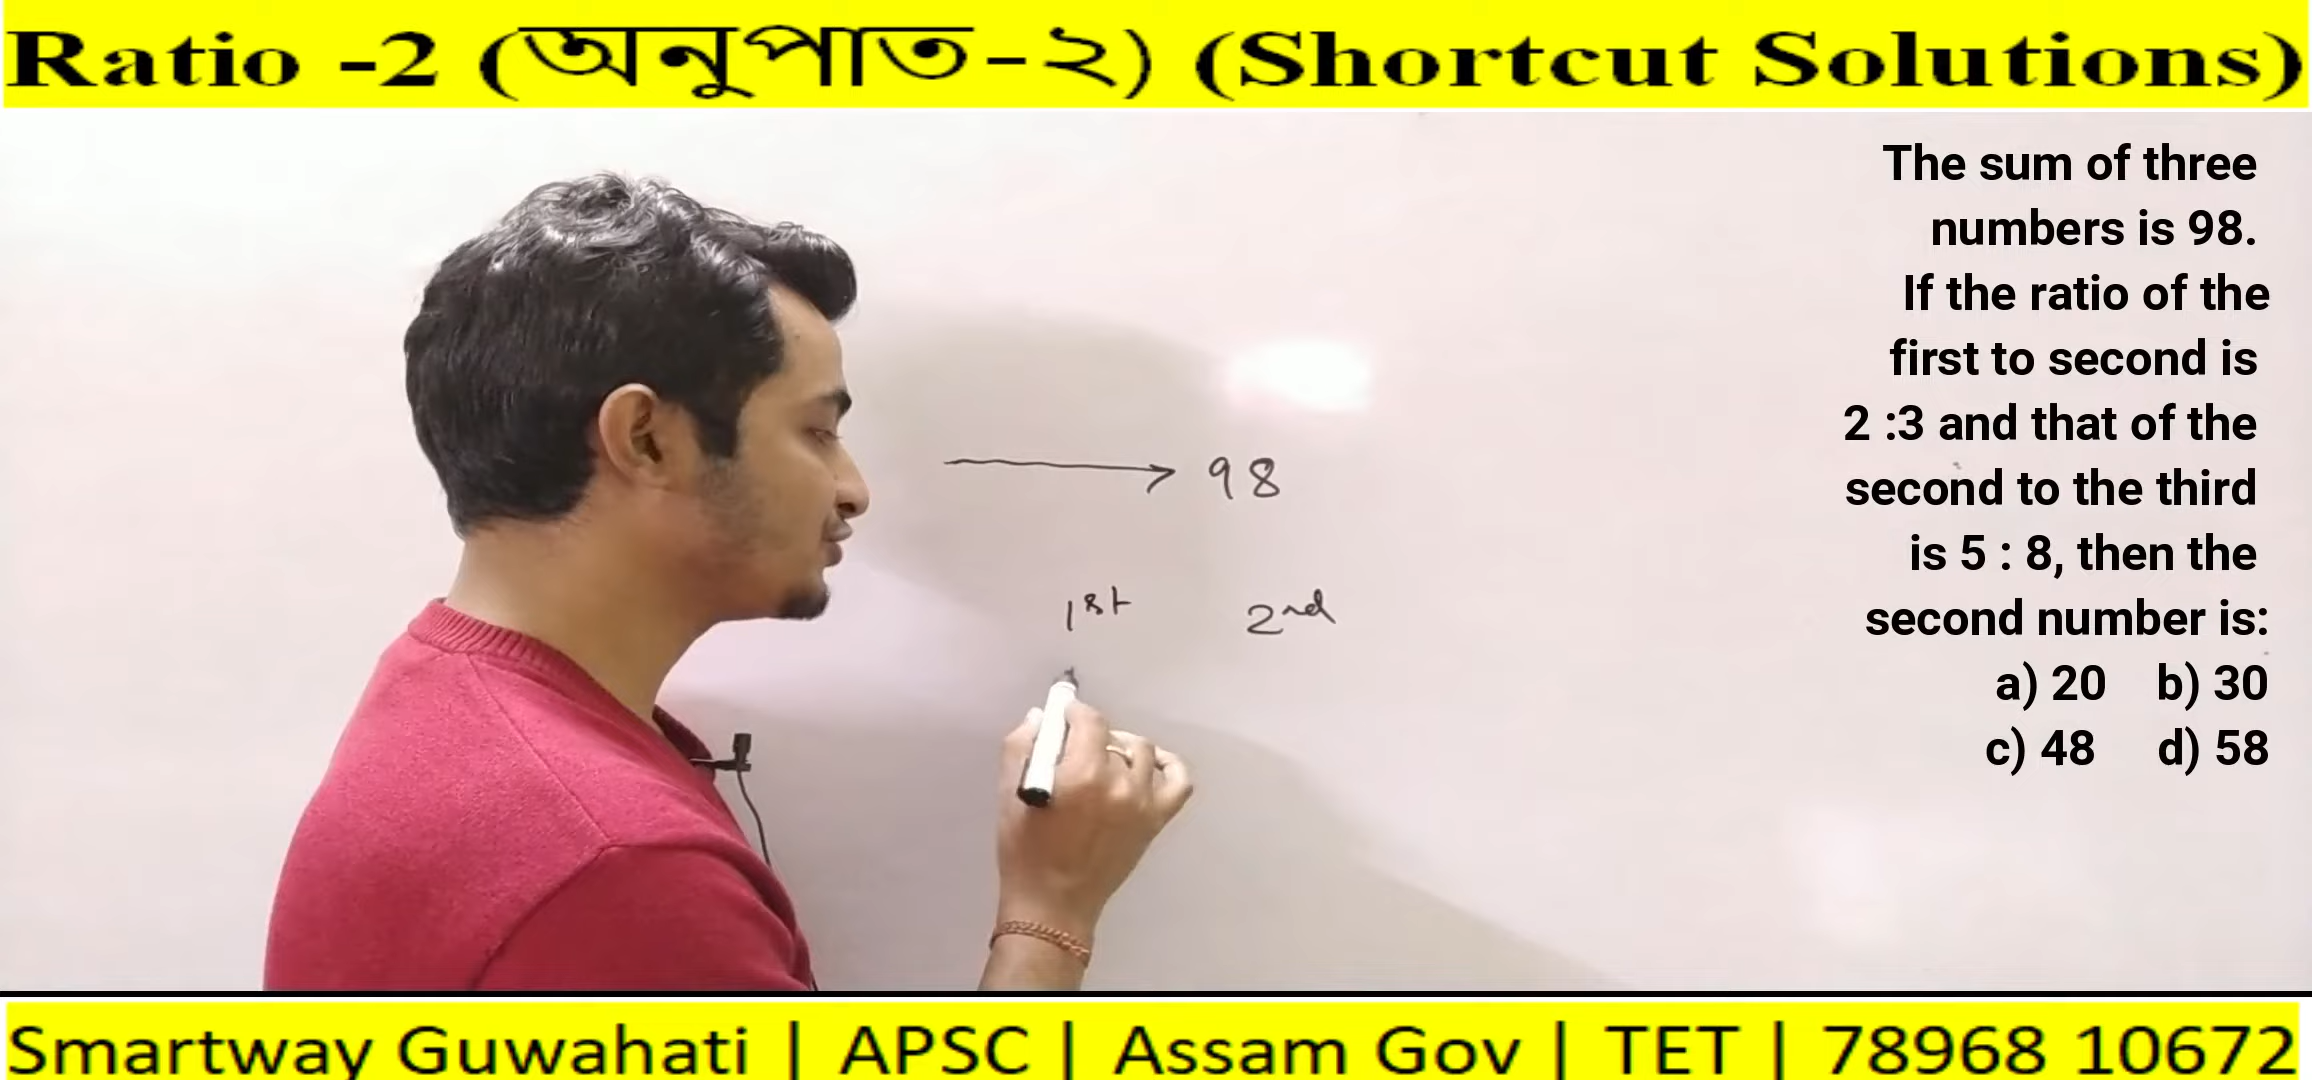 Ratio -2 (অনুপাত-২) (Shortcut Solutions)
The sum of three
numbers is 98.
If the ratio of the
first to second is
2 :3 and that of the
second to the third
is 5 : 8, then the
second number is:
a) 20 b) 30
c) 48 d) 58
98
1st 2nd
Smartway Guwahati | APSC | Assam Gov | TET | 78968 10672